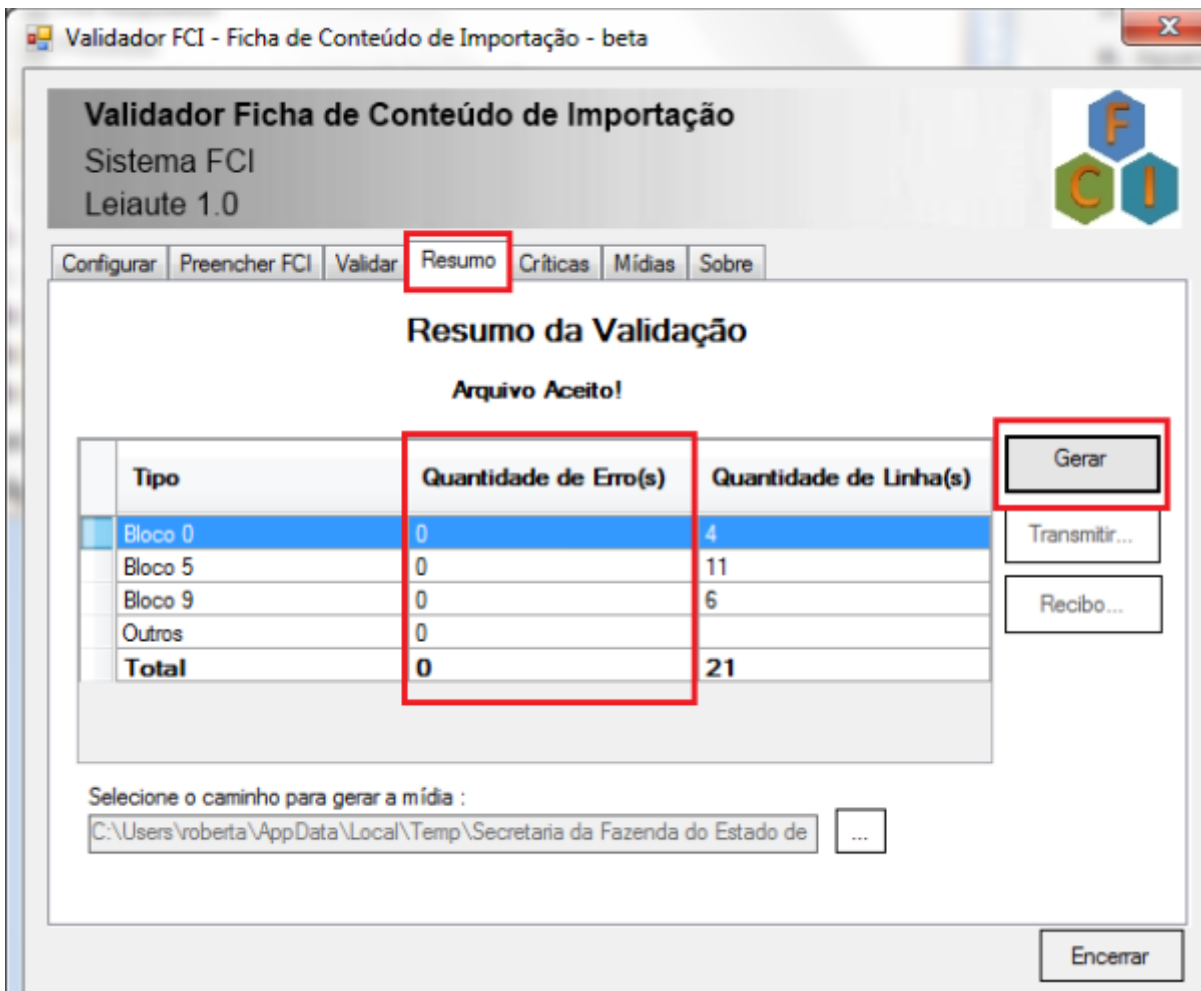 Validador FCI - Ficha de Conteúdo de Importação - beta
Validador Ficha de Conteúdo de Importação
Sistema FCI
Leiaute 1.0
F
C I
Configurar Preencher FCI Validar Resumo Críticas Mídias Sobre
Resumo da Validação
Arquivo Aceito!
Tipo Quantidade de Erro(s) Quantidade de Linha(s)
Bloco 0 0 4
Bloco 5 0 11
Bloco 9 0 6
Outros 0
Total 0 21
Gerar
Transmitir...
Recibo...
Selecione o caminho para gerar a mídia :
C:\Users\roberta\AppData\Local\Temp\Secretaria da Fazenda do Estado de ...
Encerrar